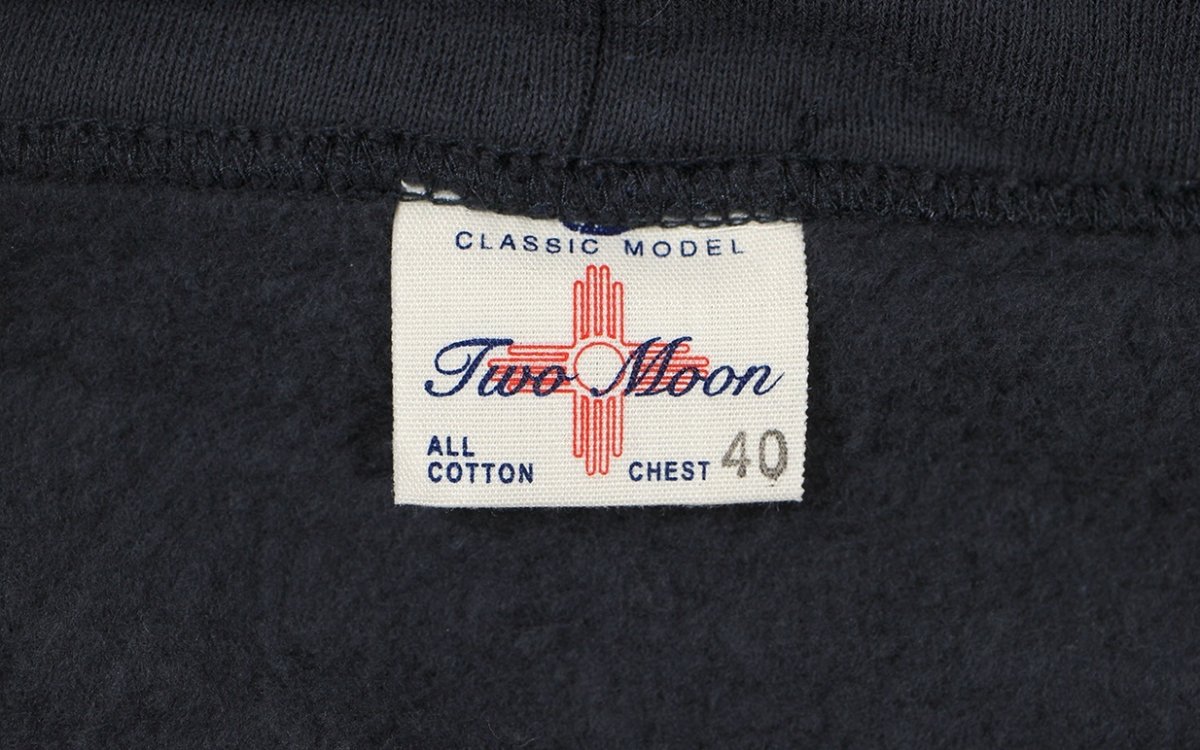 CLASSIC MODEL
Two Moon
ALL
COTTON
CHEST 40